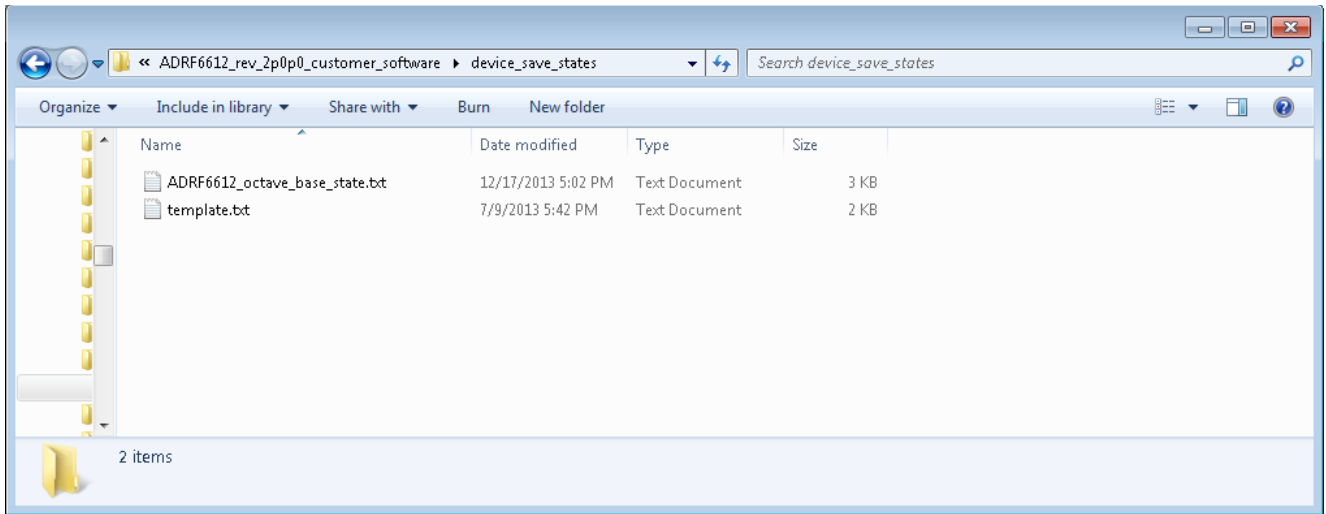 « ADRF6612_rev_2p0p0_customer_software ▸ device_save_states Search device_save_states
Organize Include in library Share with Burn New folder
Name Date modified Type Size
ADRF6612_octave_base_state.txt 12/17/2013 5:02 PM Text Document 3 KB
template.txt 7/9/2013 5:42 PM Text Document 2 KB
2 items